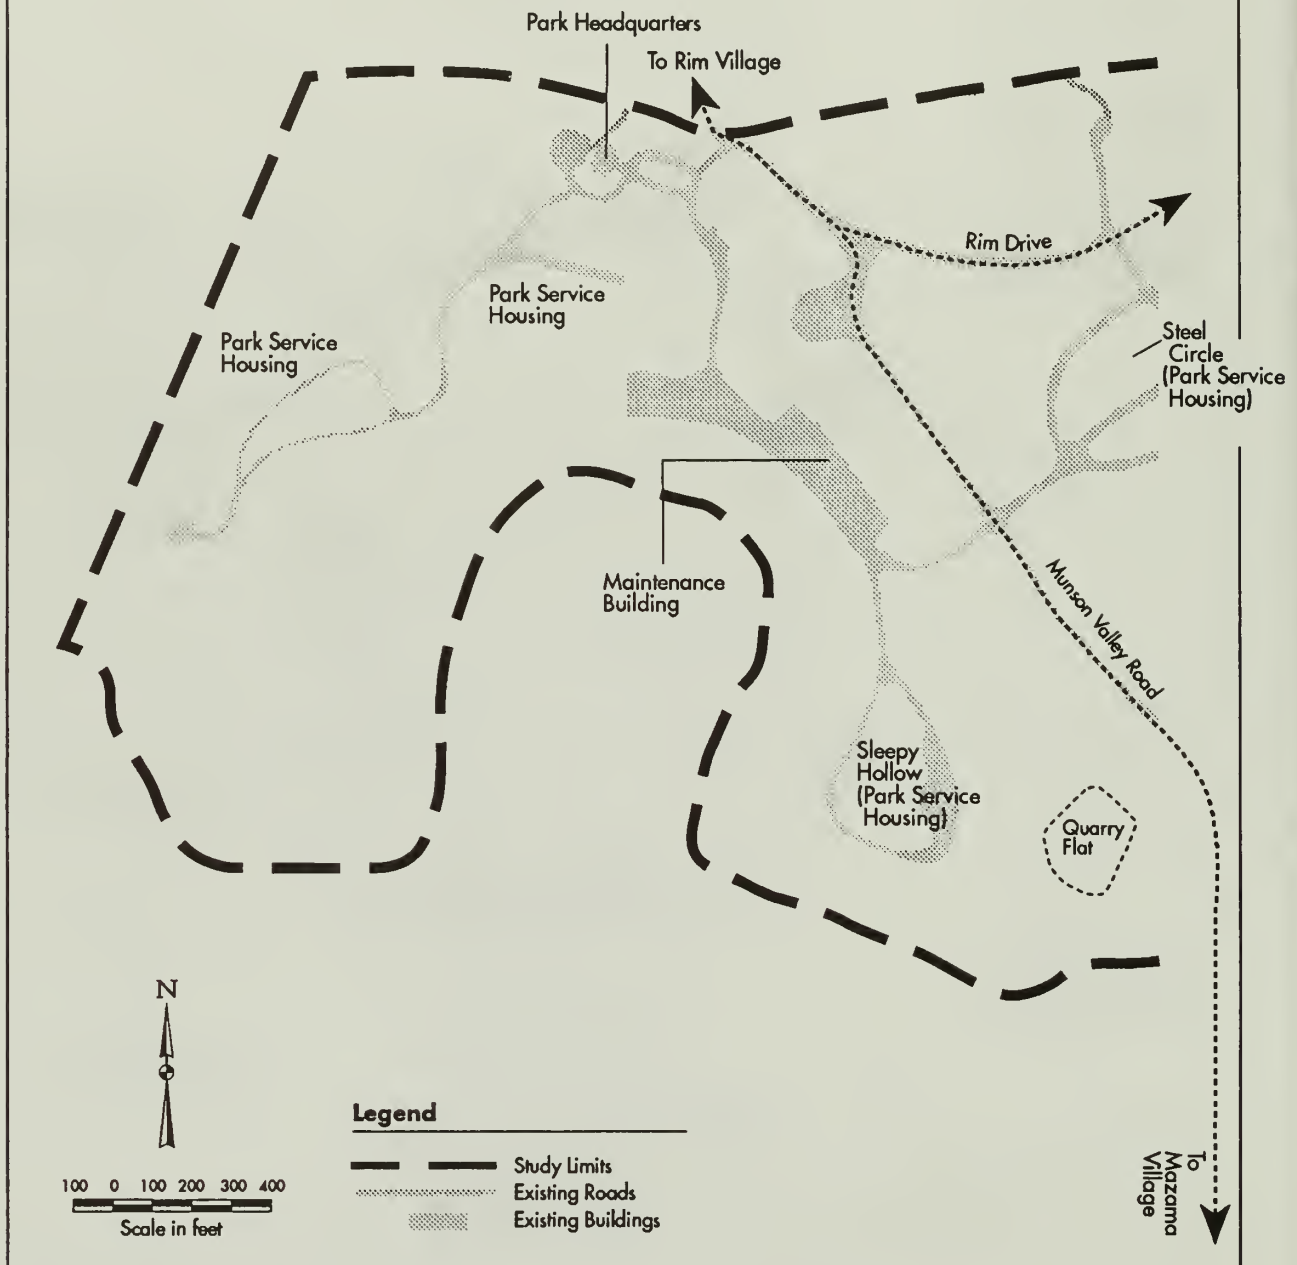 Park Headquarters
To Rim Village
Rim Drive
Park Service
Housing
Park Service
Housing
Steel
Circle
(Park Service
Housing)
Maintenance
Building
Munson Valley Road
Sleepy
Hollow
(Park Service
Housing)
Quarry
Flat
N
To
Mazama
Village
Legend
Study Limits
Existing Roads
Existing Buildings
100 0 100 200 300 400
Scale in feet